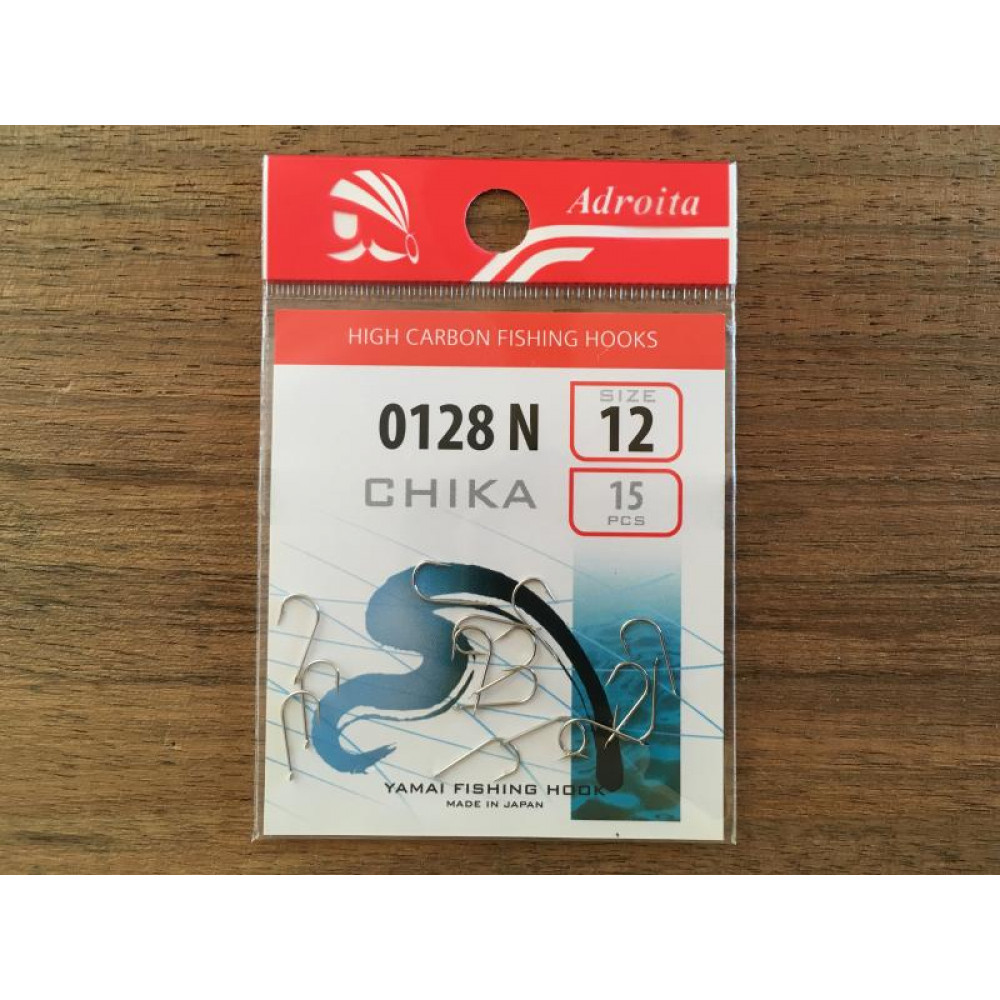 Adroita
HIGH CARBON FISHING HOOKS
0128 N
SIZE
12
CHIKA
15
PCS
YAMAI FISHING HOOK
MADE IN JAPAN